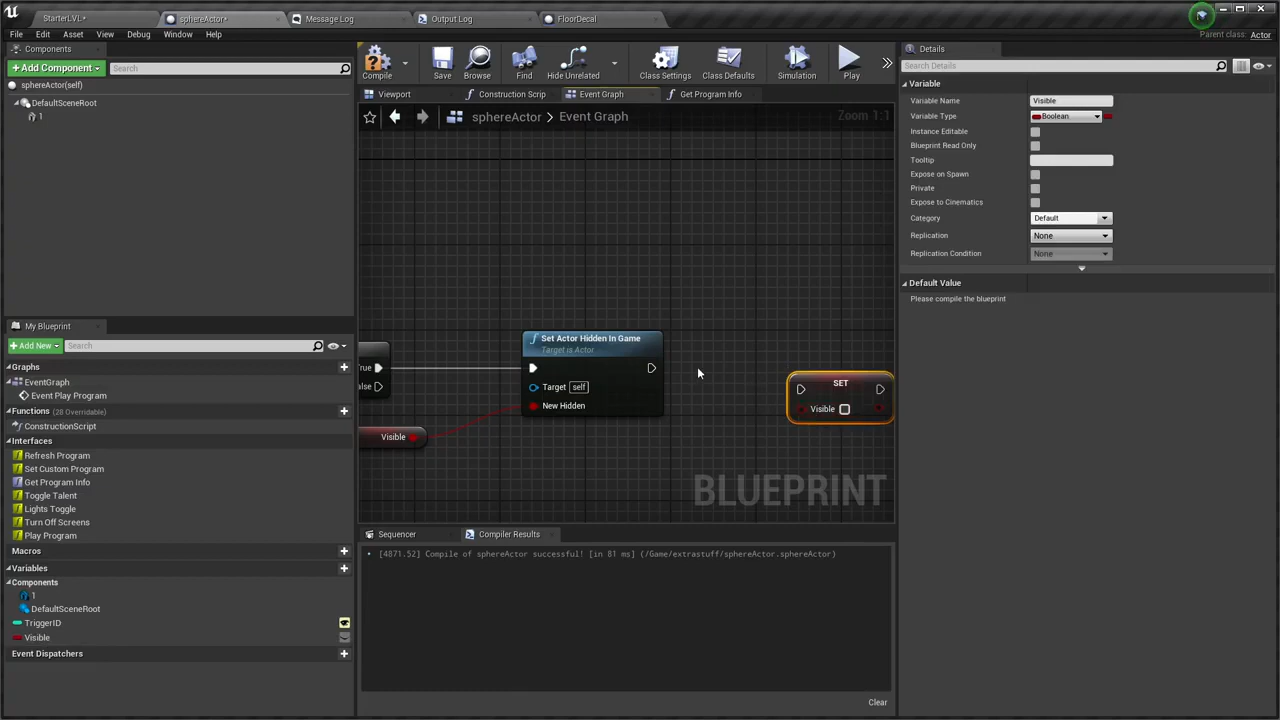 StarterLVL•
sphereActor•
Message Log
Output Log
FloorDecal
File
Edit
Asset
View
Debug
Window
Help
Parent class: Actor
Components
+ Add Component
Search
sphereActor(self)
DefaultSceneRoot
1
Compile
Save
Browse
Find
Hide Unrelated
Class Settings
Class Defaults
Simulation
Play
Viewport
Construction Scrip
Event Graph
Get Program Info
sphereActor > Event Graph
Zoom 1:1
rue
alse
Visible
Set Actor Hidden In Game
Target is Actor
Target self
New Hidden
SET
Visible
BLUEPRINT
My Blueprint
+ Add New
Search
Graphs
EventGraph
Event Play Program
Functions (28 Overridable)
ConstructionScript
Interfaces
Refresh Program
Set Custom Program
Get Program Info
Toggle Talent
Lights Toggle
Turn Off Screens
Play Program
Macros
Variables
Components
1
DefaultSceneRoot
TriggerID
Visible
Event Dispatchers
Sequencer
Compiler Results
• [4871.52] Compile of sphereActor successful! [in 81 ms] (/Game/extrastuff/sphereActor.sphereActor)
Clear
Details
Search Details
Variable
Variable Name Visible
Variable Type Boolean
Instance Editable
Blueprint Read Only
Tooltip
Expose on Spawn
Private
Expose to Cinematics
Category Default
Replication None
Replication Condition None
Default Value
Please compile the blueprint